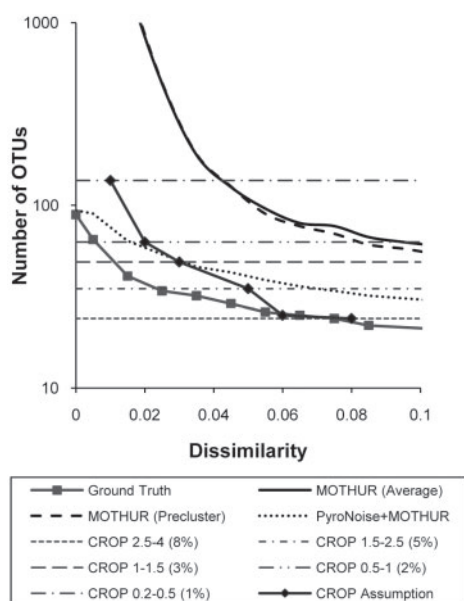 1000
100
10
Number of OTUs
0 0.02 0.04 0.06 0.08 0.1
Dissimilarity
Ground Truth MOTHUR (Average)
MOTHUR (Precluster) PyroNoise+MOTHUR
CROP 2.5-4 (8%) CROP 1.5-2.5 (5%)
CROP 1-1.5 (3%) CROP 0.5-1 (2%)
CROP 0.2-0.5 (1%) CROP Assumption